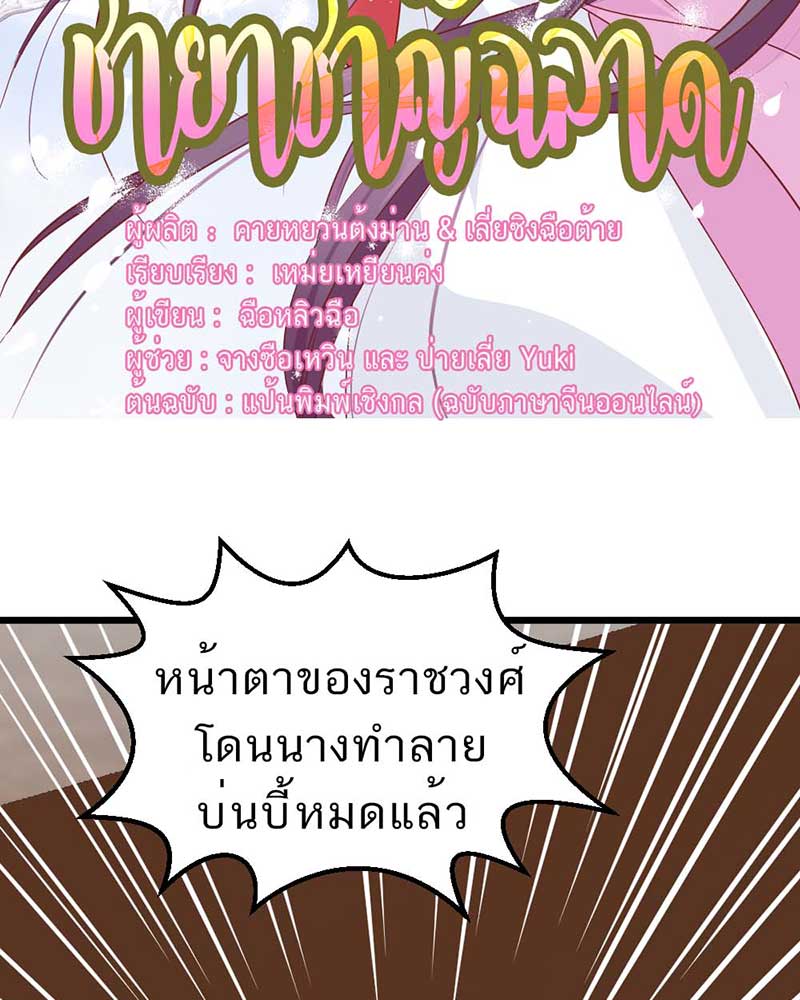 ชายาชาญฉลาด
ผู้ผลิต : คายหยวนต้งม่าน & เลี่ยซิงฉือต้าย
เรียบเรียง : เหม่ยเหยียนค่ง
ผู้เขียน : ฉือหลิวฉือ
ผู้ช่วย : จางซือเหวิน และ ป่ายเลี่ย Yuki
ต้นฉบับ : แป้นพิมพ์เชิงกล (ฉบับภาษาจีนออนไลน์)
หน้าตาของราชวงศ์
โดนนางทำลาย
บ่นบี้หมดแล้ว